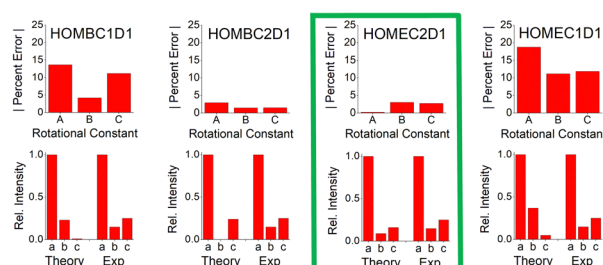 HOMBC1D1
| Percent Error |
25
20
15
10
5
0
A B C
Rotational Constant
HOMBC2D1
| Percent Error |
25
20
15
10
5
0
A B C
Rotational Constant
HOMEC2D1
| Percent Error |
25
20
15
10
5
0
A B C
Rotational Constant
HOMEC1D1
| Percent Error |
25
20
15
10
5
0
A B C
Rotational Constan
Rel. Intensity
1.0
0.5
0.0
a b c a b c
Theory Exp
Rel. Intensity
1.0
0.5
0.0
a b c a b c
Theory Exp
Rel. Intensity
1.0
0.5
0.0
a b c a b c
Theory Exp
Rel. Intensity
1.0
0.5
0.0
a b c a b c
Theory Exp